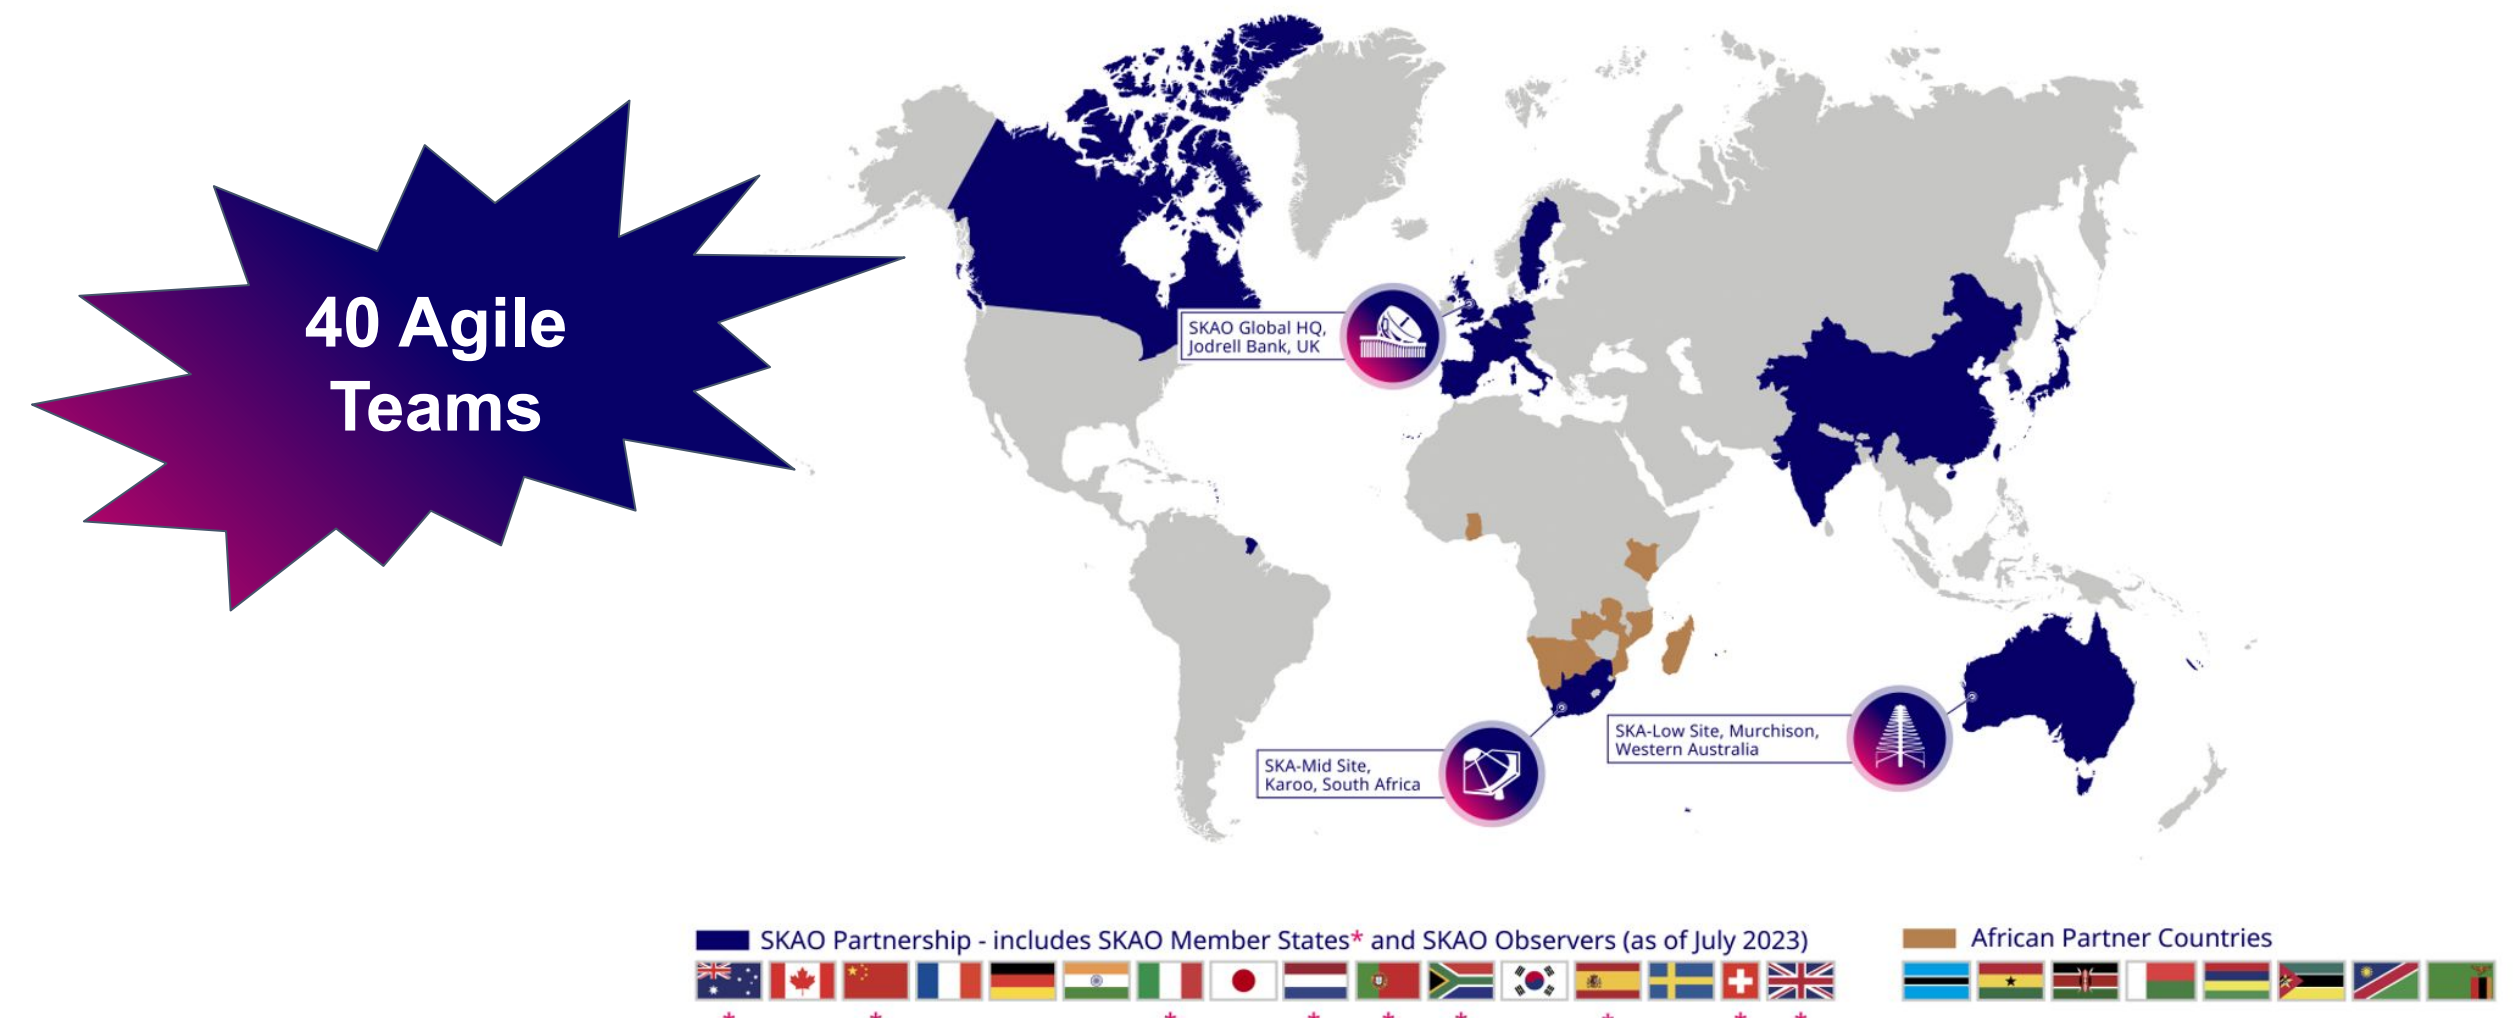 40 Agile
Teams
SKAO Global HQ,
Jodrell Bank, UK
SKA-Mid Site,
Karoo, South Africa
SKA-Low Site, Murchison,
Western Australia
SKAO Partnership - includes SKAO Member States* and SKAO Observers (as of July 2023)
African Partner Countries
* * * * * * * * *